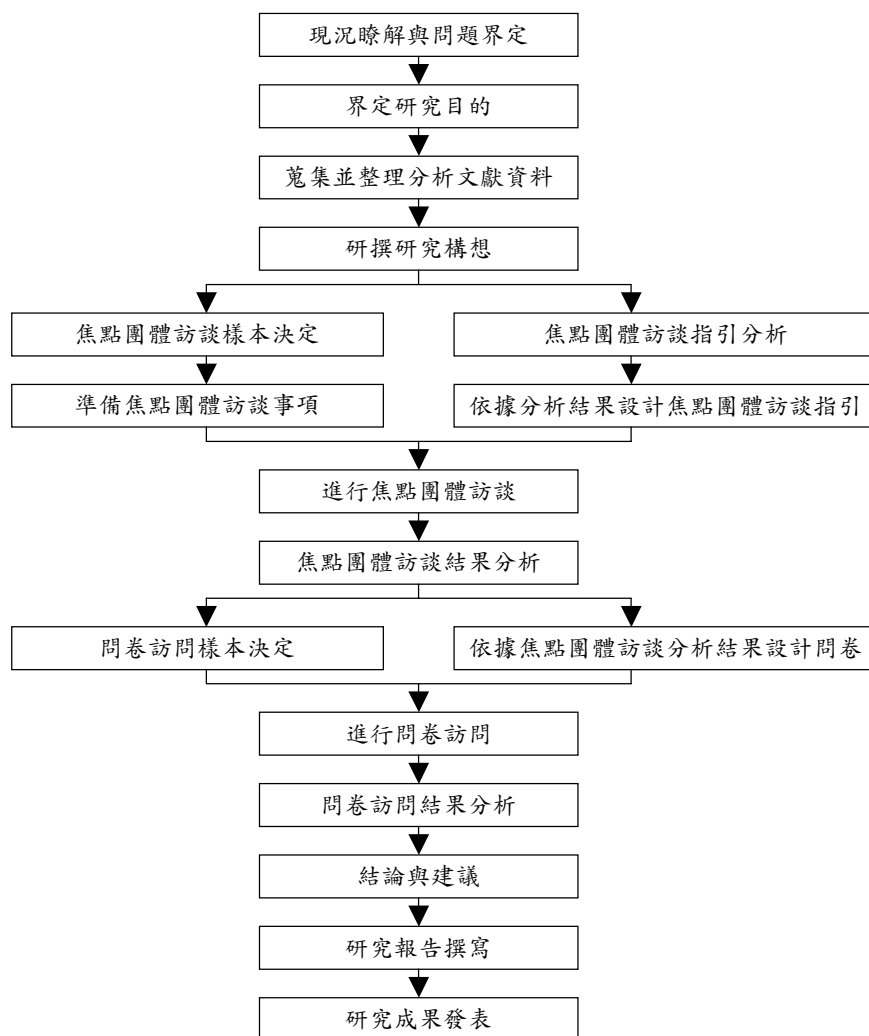 現況瞭解與問題界定
界定研究目的
蒐集並整理分析文獻資料
研撰研究構想
焦點團體訪談樣本決定
焦點團體訪談指引分析
準備焦點團體訪談事項
依據分析結果設計焦點團體訪談指引
進行焦點團體訪談
焦點團體訪談結果分析
問卷訪問樣本決定
依據焦點團體訪談分析結果設計問卷
進行問卷訪問
問卷訪問結果分析
結論與建議
研究報告撰寫
研究成果發表